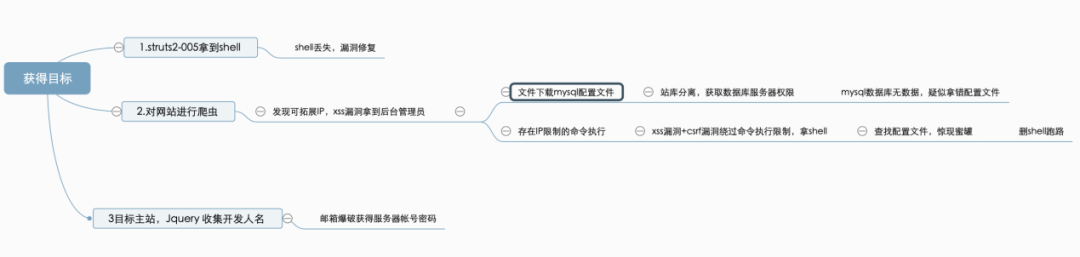 获得目标
1.struts2-005拿到shell
shell丢失，漏洞修复
2.对网站进行爬虫
发现可拓展IP，xss漏洞拿到后台管理员
文件下载mysql配置文件
站库分离，获取数据库服务器权限
mysql数据库无数据，疑似拿错配置文件
存在IP限制的命令执行
xss漏洞+csrf漏洞绕过命令执行限制，拿shell
查找配置文件，惊现蜜罐
删shell跑路
3目标主站，Jquery 收集开发人名
邮箱爆破获得服务器帐号密码